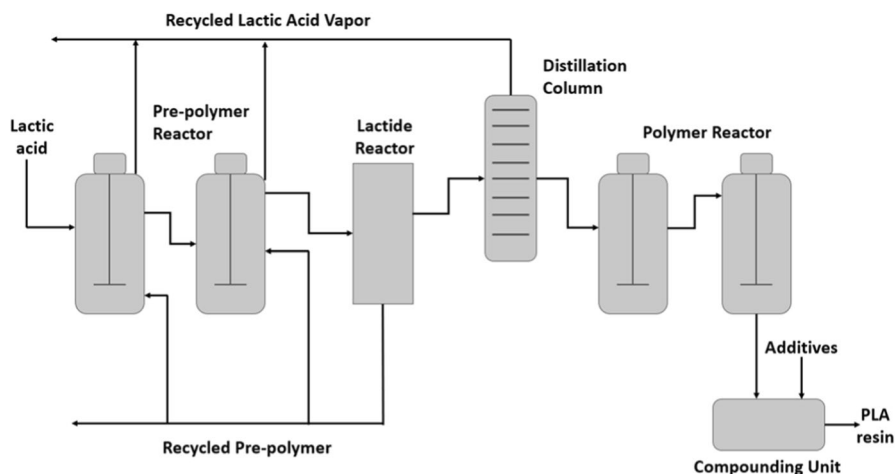 Recycled Lactic Acid Vapor
Distillation
Column
Pre-polymer
Reactor
Lactic
acid
Lactide
Reactor
Polymer Reactor
Additives
PLA
resin
Recycled Pre-polymer
Compounding Unit